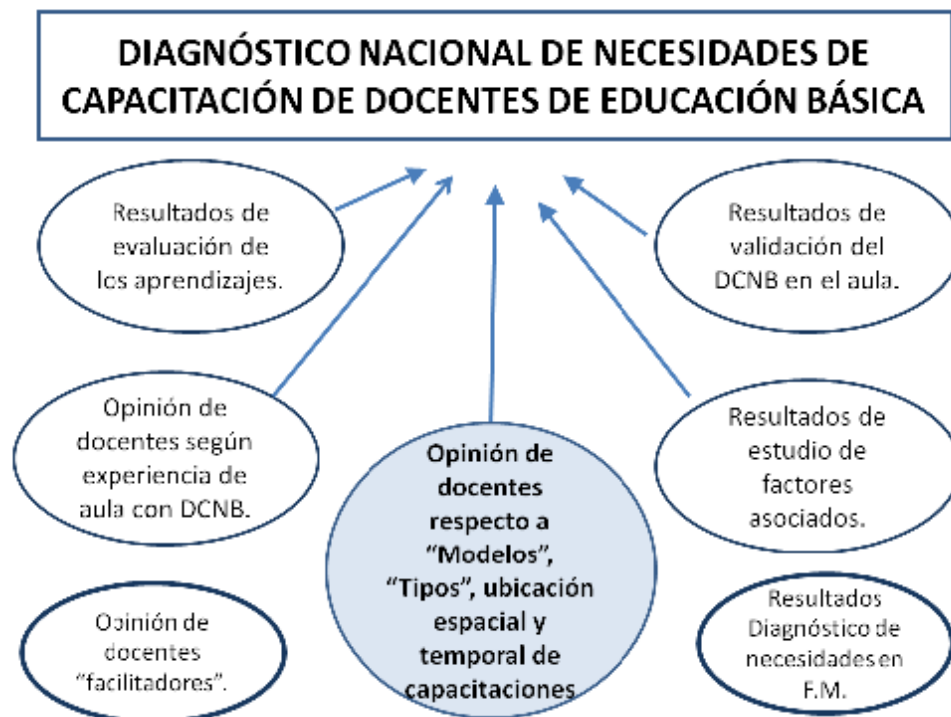 DIAGNÓSTICO NACIONAL DE NECESIDADES DE
CAPACITACIÓN DE DOCENTES DE EDUCACIÓN BÁSICA
Resultados de
evaluación de
los aprendizajes.
Resultados de
validación del
DCNB en el aula.
Opinión de
docentes según
experiencia de
aula con DCNB.
Opinión de
docentes
respecto a
“Modelos”,
“Tipos”, ubicación
espacial y
temporal de
capacitaciones
Resultados de
estudio de
factores
asociados.
Opinión de
docentes
“facilitadores”.
Resultados
Diagnóstico de
necesidades en
F.M.